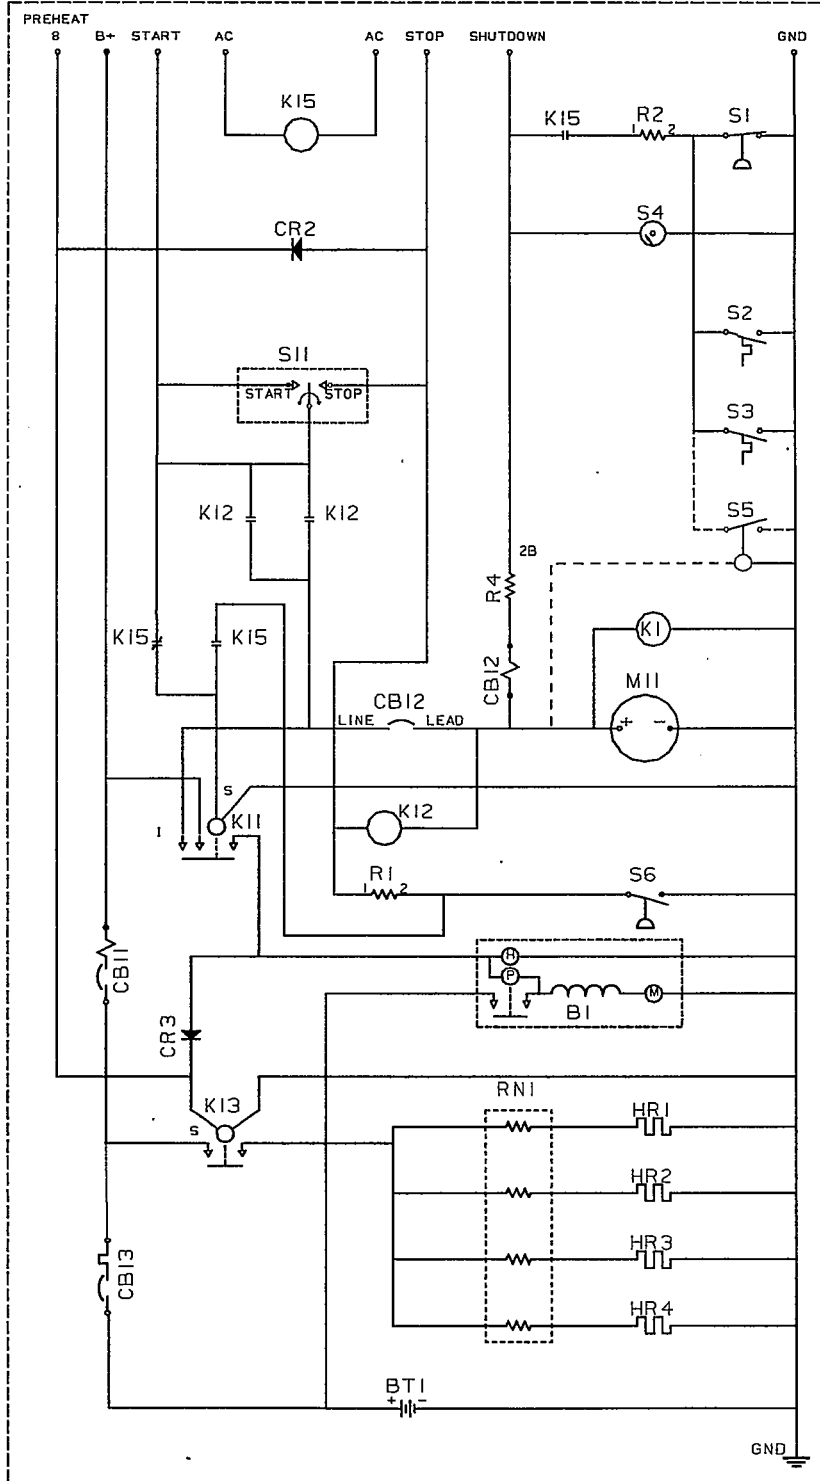 PREHEAT
8 B+ START AC AC STOP SHUTDOWN GND
K15
K15
R2
1 2
S1
CR2
S4
S11
START STOP
S2
S3
K12 K12
S5
2B
R4
K15 K15
K1
CB12
M11
CB12
LINE LEAD
+ -
S
K11
I
K12
R1
1 2
S6
CB11
H
P
M
B1
CR3
K13
S
RN1
HR1
HR2
HR3
HR4
CB13
BT1
+ -
GND